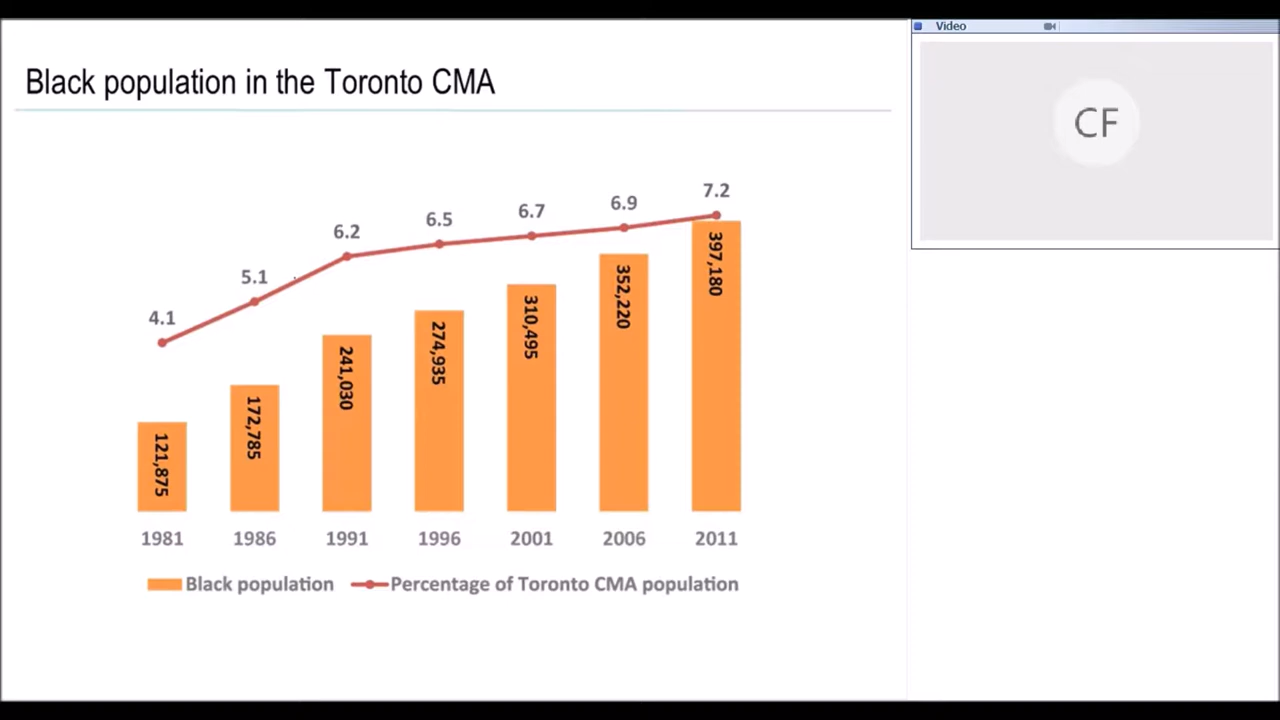 Video
Black population in the Toronto CMA
CF
4.1
5.1
6.2
6.5
6.7
6.9
7.2
121,875
172,785
241,030
274,935
310,495
352,220
397,180
1981 1986 1991 1996 2001 2006 2011
Black population Percentage of Toronto CMA population